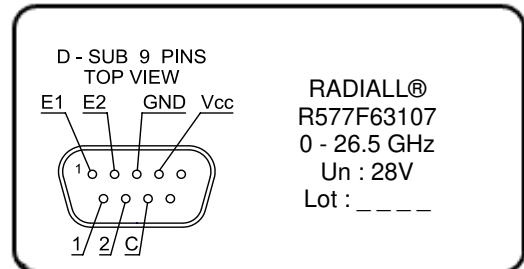 D - SUB 9 PINS
TOP VIEW
E1 E2 GND Vcc
1
1 2 C
RADIALL®
R577F63107
0 - 26.5 GHz
Un : 28V
Lot : _ _ _ _